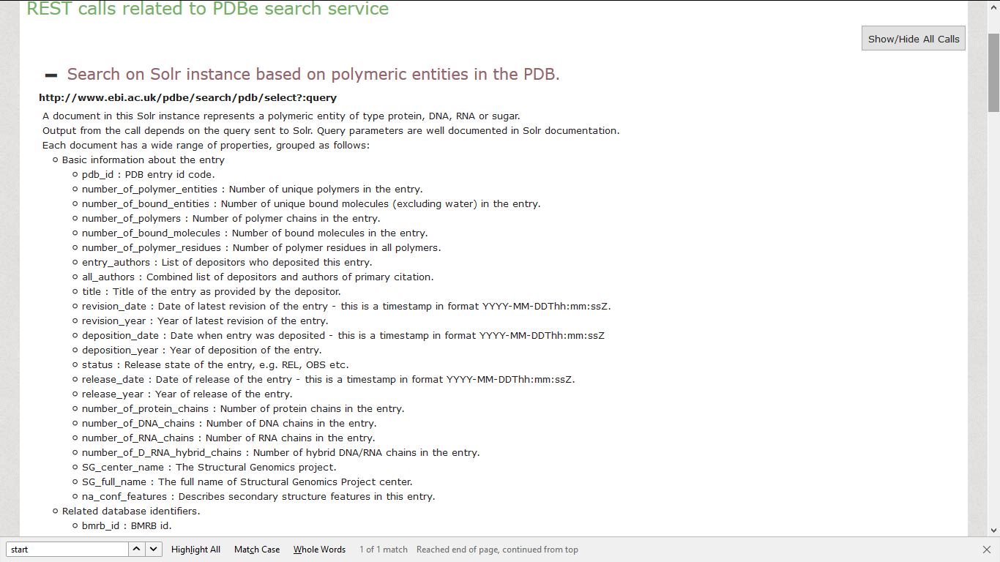 REST calls related to PDBe search service
Show/Hide All Calls
Search on Solr instance based on polymeric entities in the PDB.
http://www.ebi.ac.uk/pdbe/search/pdb/select?:query
A document in this Solr instance represents a polymeric entity of type protein, DNA, RNA or sugar.
Output from the call depends on the query sent to Solr. Query parameters are well documented in Solr documentation.
Each document has a wide range of properties, grouped as follows:
Basic information about the entry
pdb_id : PDB entry id code.
number_of_polymer_entities : Number of unique polymers in the entry.
number_of_bound_entities : Number of unique bound molecules (excluding water) in the entry.
number_of_polymers : Number of polymer chains in the entry.
number_of_bound_molecules : Number of bound molecules in the entry.
number_of_polymer_residues : Number of polymer residues in all polymers.
entry_authors : List of depositors who deposited this entry.
all_authors : Combined list of depositors and authors of primary citation.
title : Title of the entry as provided by the depositor.
revision_date : Date of latest revision of the entry - this is a timestamp in format YYYY-MM-DDThh:mm:ssZ.
revision_year : Year of latest revision of the entry.
deposition_date : Date when entry was deposited - this is a timestamp in format YYYY-MM-DDThh:mm:ssZ
deposition_year : Year of deposition of the entry.
status : Release state of the entry, e.g. REL, OBS etc.
release_date : Date of release of the entry - this is a timestamp in format YYYY-MM-DDThh:mm:ssZ.
release_year : Year of release of the entry.
number_of_protein_chains : Number of protein chains in the entry.
number_of_DNA_chains : Number of DNA chains in the entry.
number_of_RNA_chains : Number of RNA chains in the entry.
number_of_D_RNA_hybrid_chains : Number of hybrid DNA/RNA chains in the entry.
SG_center_name : The Structural Genomics project.
SG_full_name : The full name of Structural Genomics Project center.
na_conf_features : Describes secondary structure features in this entry.
Related database identifiers.
bmrb_id : BMRB id.
start Highlight All Match Case Whole Words 1 of 1 match Reached end of page, continued from top